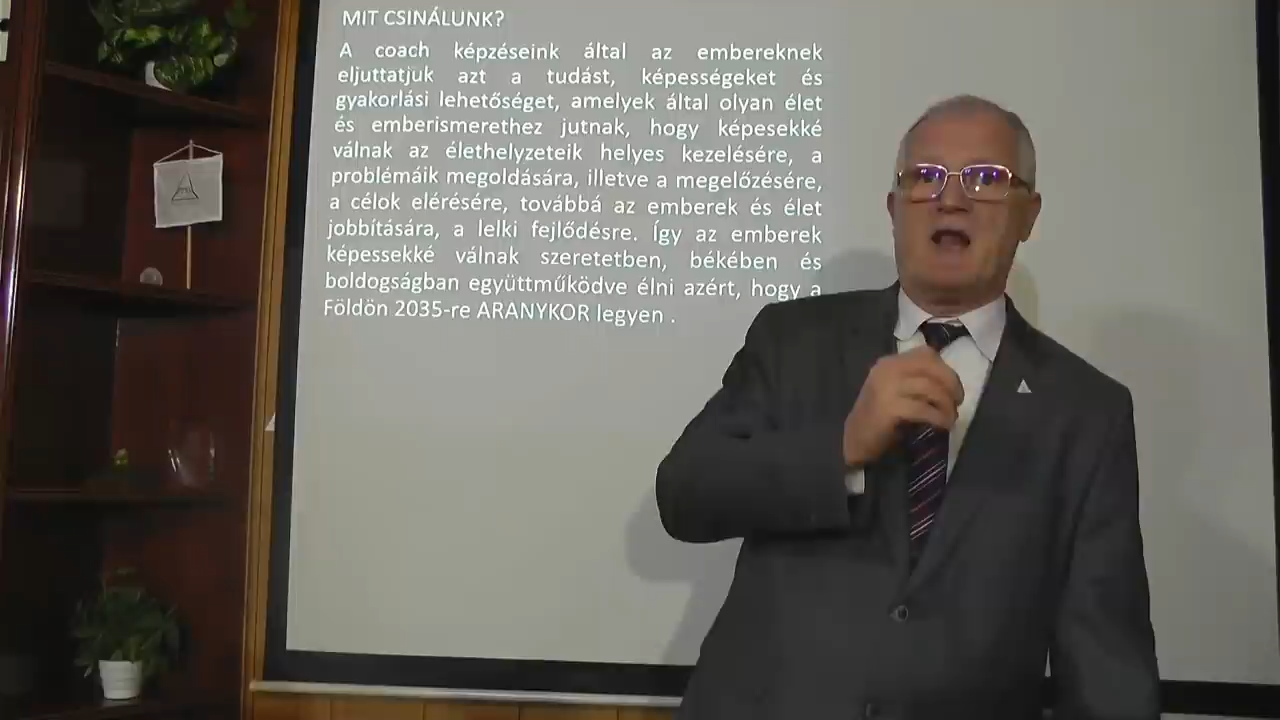 MIT CSINÁLUNK?
A coach képzéseink által az embereknek
eljuttatjuk azt a tudást, képességeket és
gyakorlási lehetőséget, amelyek által olyan élet
és emberismerethez jutnak, hogy képesekké
válnak az élethelyzeteik helyes kezelésére, a
problémáik megoldására, illetve a megelőzésére,
a célok elérésére, továbbá az emberek és élet
jobbítására, a lelki fejlődésre. Így az emberek
képessekké válnak szeretetben, békében és
boldogságban együttműködve élni azért, hogy a
Földön 2035-re ARANYKOR legyen .